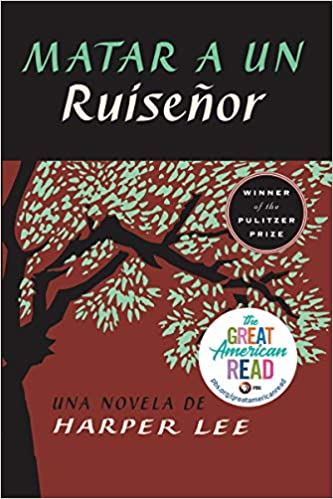 MATAR A UN
Ruiseñor
WINNER
of the
PULITZER
PRIZE
the
GREAT
American
READ
PBS
pbs.org/greatamericanread
UNA NOVELA DE
HARPER LEE